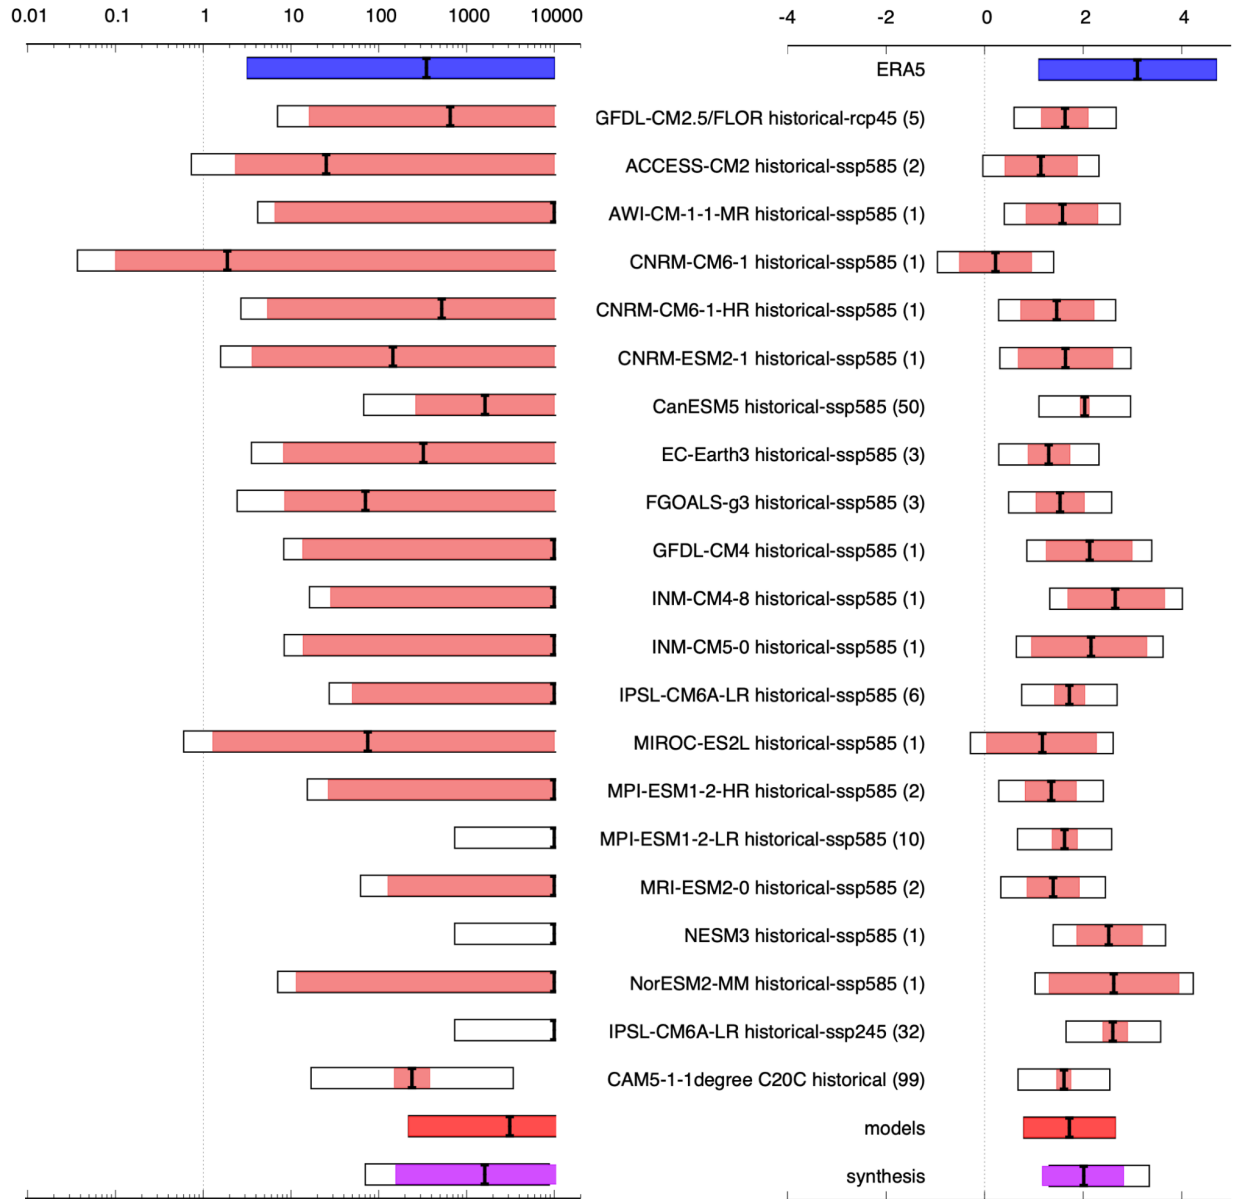 0.01 0.1 1 10 100 1000 10000 -4 -2 0 2 4
ERA5
GFDL-CM2.5/FLOR historical-rcp45 (5)
ACCESS-CM2 historical-ssp585 (2)
AWI-CM-1-1-MR historical-ssp585 (1)
CNRM-CM6-1 historical-ssp585 (1)
CNRM-CM6-1-HR historical-ssp585 (1)
CNRM-ESM2-1 historical-ssp585 (1)
CanESM5 historical-ssp585 (50)
EC-Earth3 historical-ssp585 (3)
FGOALS-g3 historical-ssp585 (3)
GFDL-CM4 historical-ssp585 (1)
INM-CM4-8 historical-ssp585 (1)
INM-CM5-0 historical-ssp585 (1)
IPSL-CM6A-LR historical-ssp585 (6)
MIROC-ES2L historical-ssp585 (1)
MPI-ESM1-2-HR historical-ssp585 (2)
MPI-ESM1-2-LR historical-ssp585 (10)
MRI-ESM2-0 historical-ssp585 (2)
NESM3 historical-ssp585 (1)
NorESM2-MM historical-ssp585 (1)
IPSL-CM6A-LR historical-ssp245 (32)
CAM5-1-1degree C20C historical (99)
models
synthesis